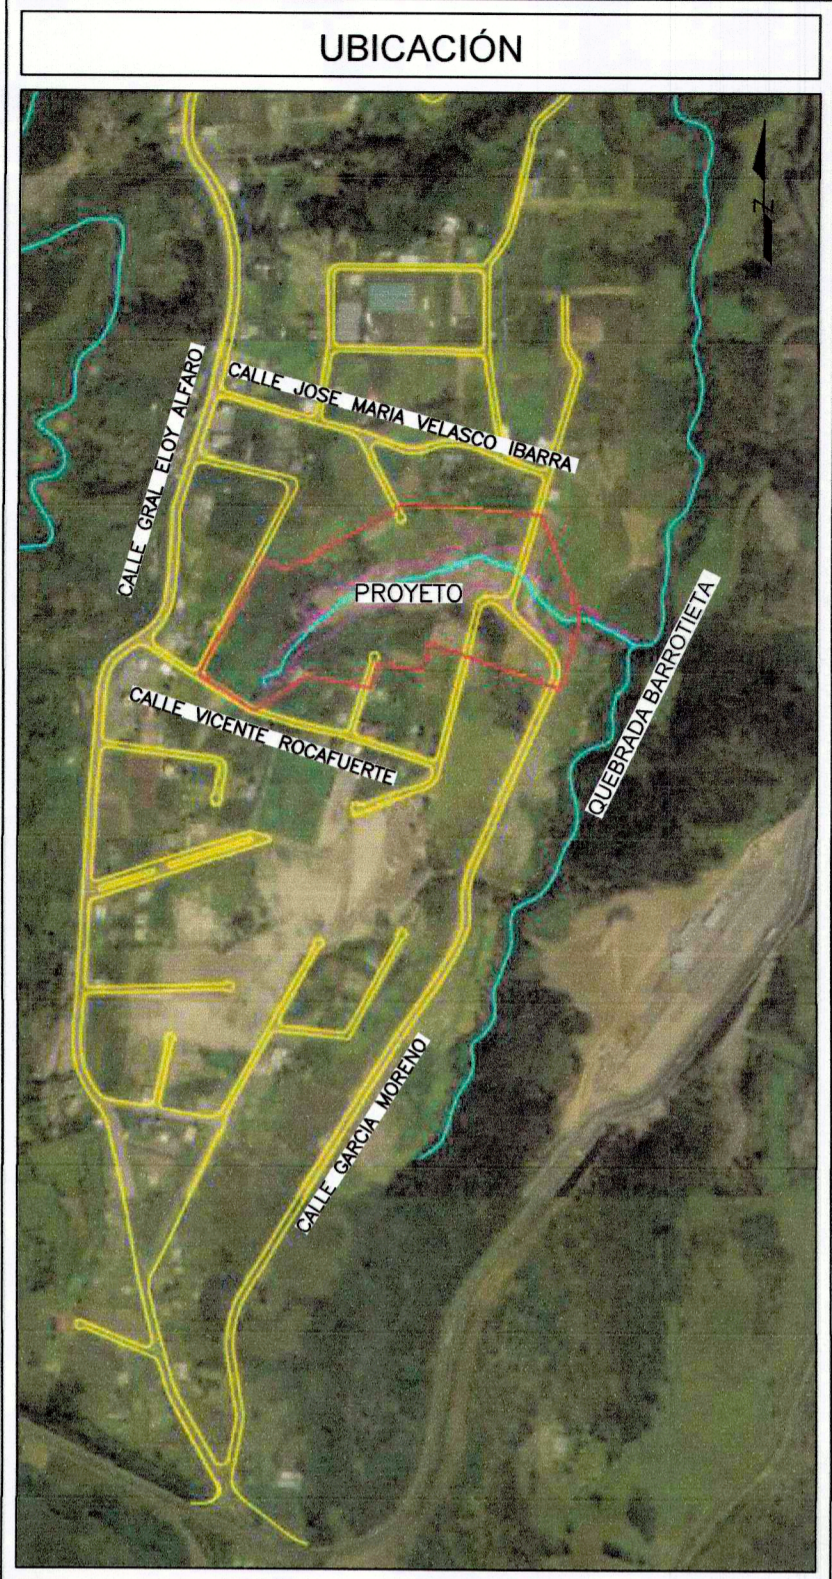 UBICACIÓN
N
CALLE GRAL ELOY ALFARO
CALLE JOSE MARIA VELASCO IBARRA
PROYETO
QUEBRADA BARROTIETA
CALLE VICENTE ROCAFUERTE
CALLE GARCIA MORENO